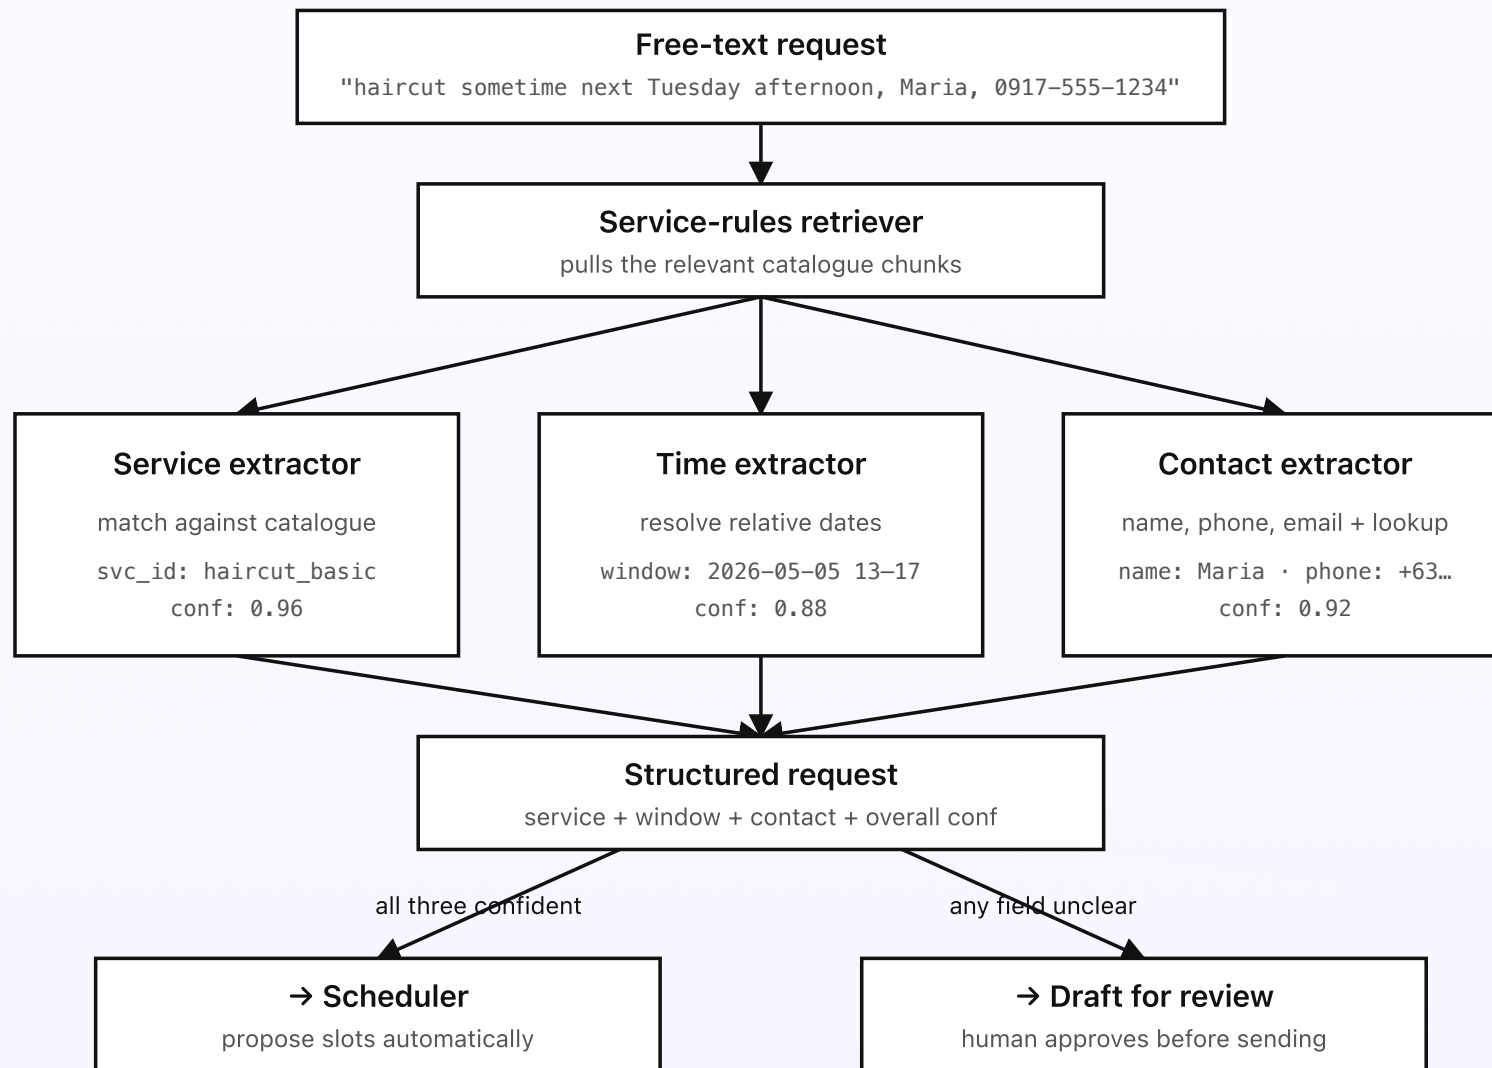 Free-text request
"haircut sometime next Tuesday afternoon, Maria, 0917-555-1234"
Service-rules retriever
pulls the relevant catalogue chunks
Service extractor
match against catalogue
svc_id: haircut_basic
conf: 0.96
Time extractor
resolve relative dates
window: 2026-05-05 13–17
conf: 0.88
Contact extractor
name, phone, email + lookup
name: Maria · phone: +63…
conf: 0.92
Structured request
service + window + contact + overall conf
all three confident
any field unclear
→ Scheduler
propose slots automatically
→ Draft for review
human approves before sending